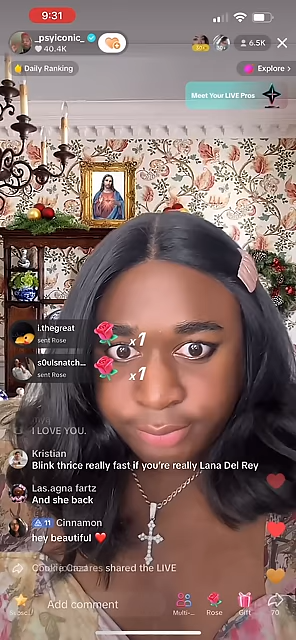 9:31
_psyiconic_
40.4K
6.5K
Daily Ranking
Explore >
Meet Your LIVE Pros
i.thegreat
sent Rose
x1
s0ulsnatch...
sent Rose
x1
I LOVE YOU.
Kristian
Blink thrice really fast if you're really Lana Del Rey
Las.agna fartz
And she back
11 Cinnamon
hey beautiful ❤️
shared the LIVE
Add comment
Multi-...
Rose
Gift
70